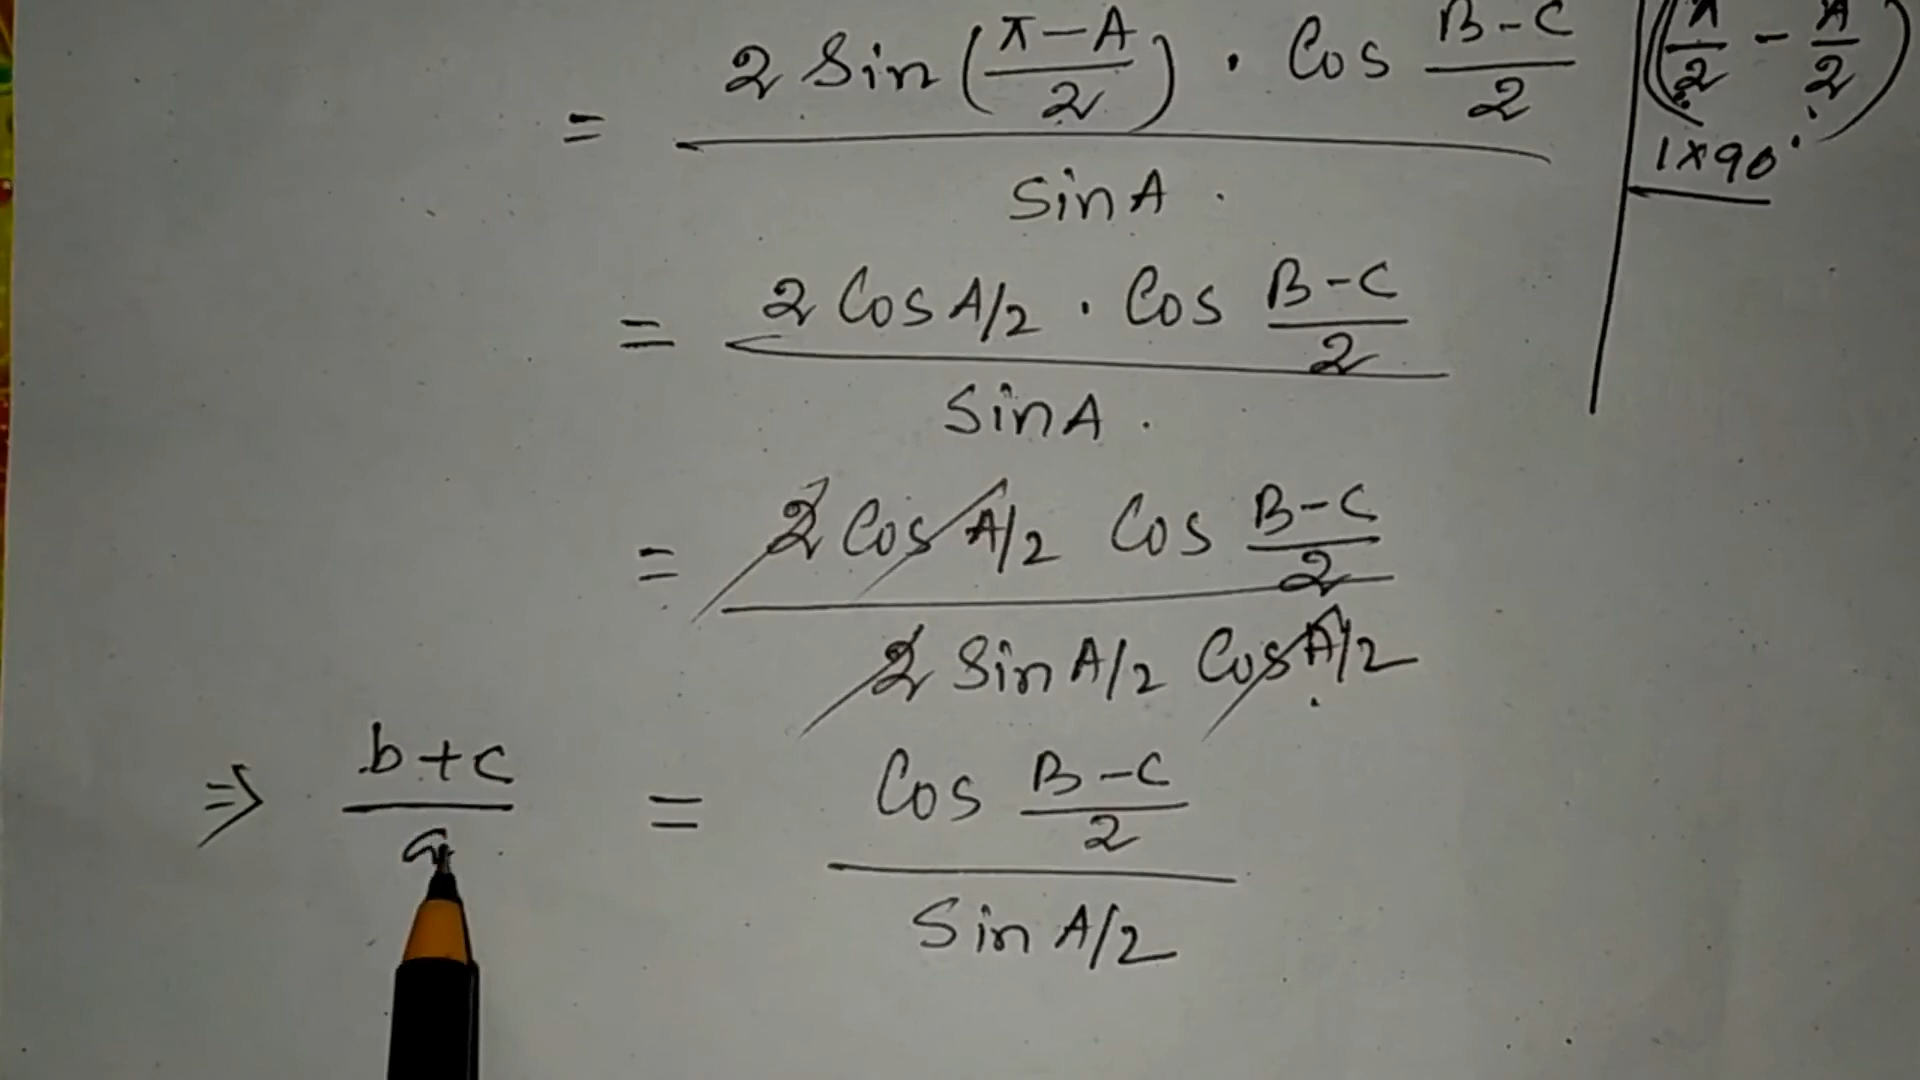 = 2 Sin (π-A/2) · Cos B-C/2
Sin A .
(π/2 - A/2)
1×90°
= 2 Cos A/2 · Cos B-C/2
Sin A .
= 2 Cos A/2 Cos B-C/2
2 Sin A/2 Cos A/2
⇒ b+c/a = Cos B-C/2
Sin A/2